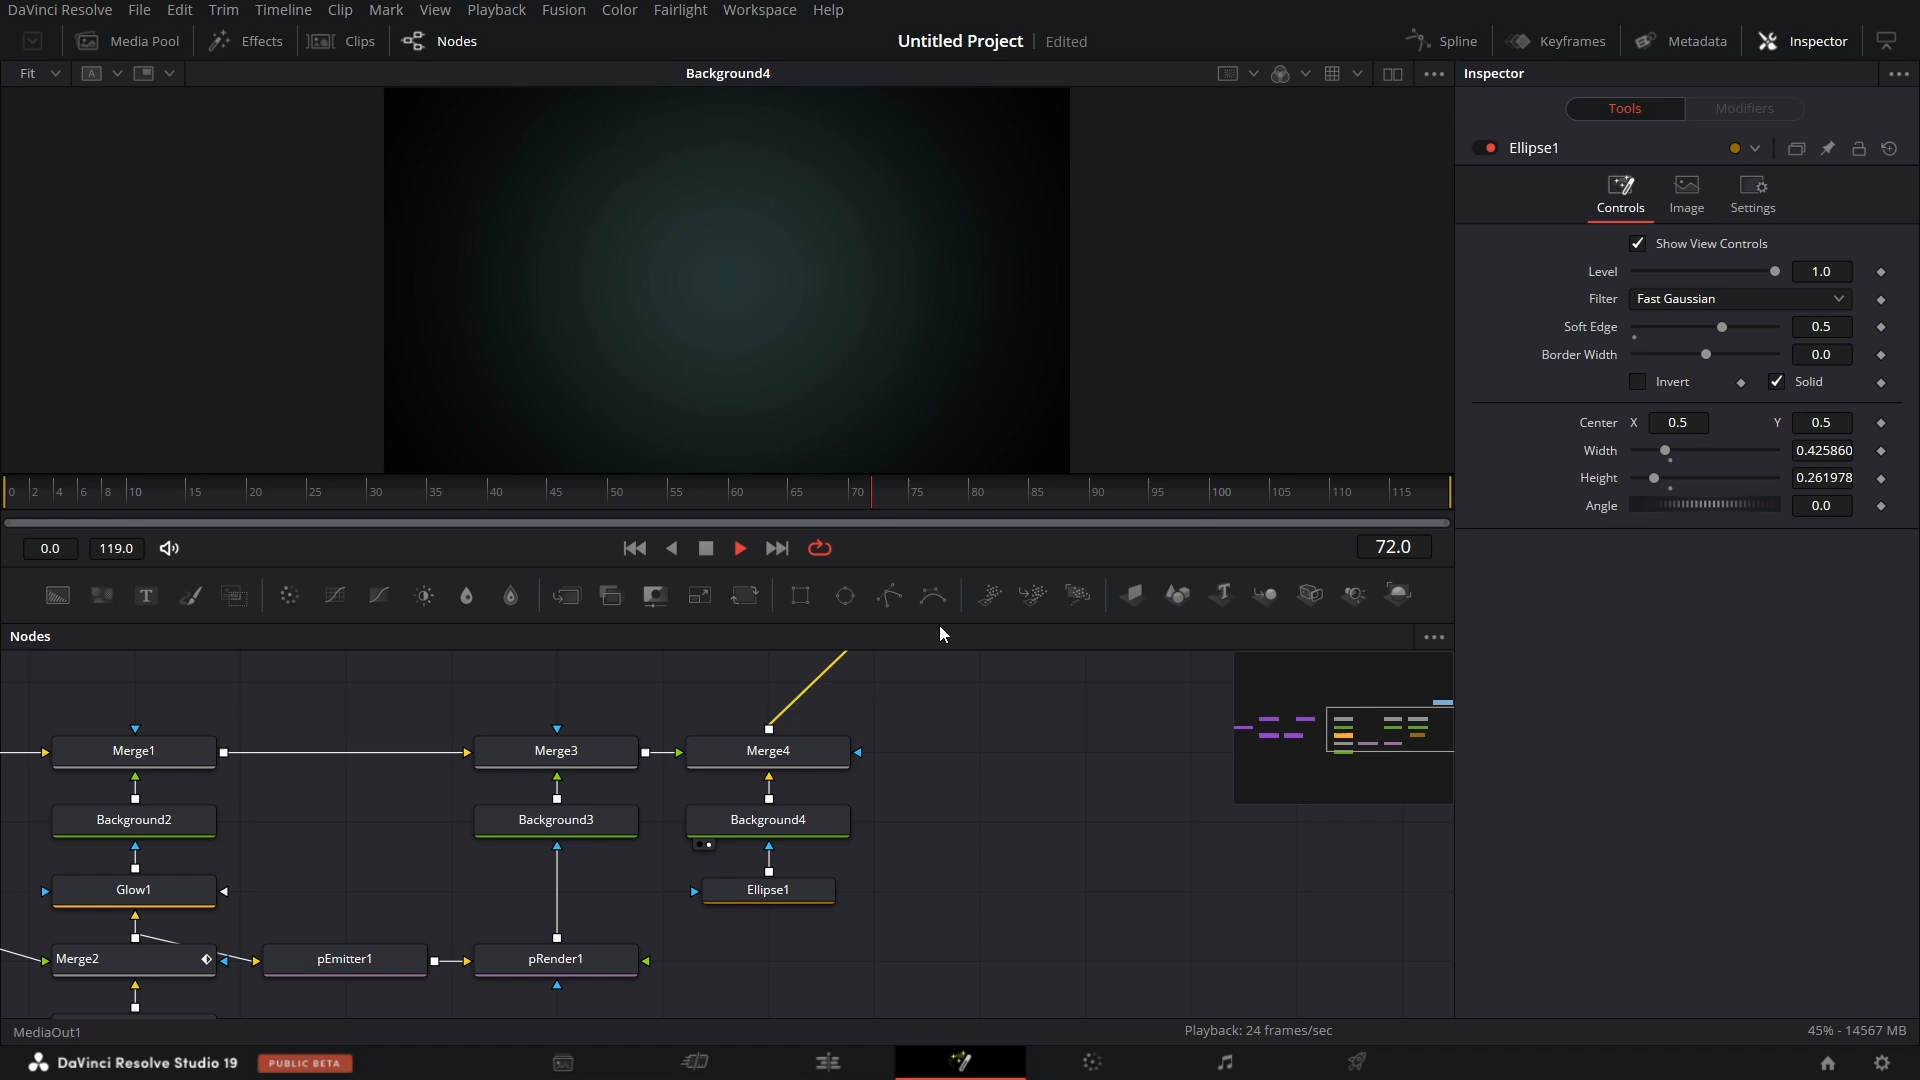 DaVinci Resolve File Edit Trim Timeline Clip Mark View Playback Fusion Color Fairlight Workspace Help
Media Pool Effects Clips Nodes Untitled Project Edited Spline Keyframes Metadata Inspector
Fit A Background4 Inspector
Tools Modifiers
Ellipse1
Controls Image Settings
Show View Controls
Level 1.0
Filter Fast Gaussian
Soft Edge 0.5
Border Width 0.0
Invert Solid
Center X 0.5 Y 0.5
Width 0.425860
Height 0.261978
Angle 0.0
0 2 4 6 8 10 15 20 25 30 35 40 45 50 55 60 65 70 75 80 85 90 95 100 105 110 115
0.0 119.0 72.0
T T
Nodes
Merge1 Merge3 Merge4
Background2 Background3 Background4
Glow1 Ellipse1
Merge2 pEmitter1 pRender1
MediaOut1 Playback: 24 frames/sec 45% - 14567 MB
DaVinci Resolve Studio 19 PUBLIC BETA